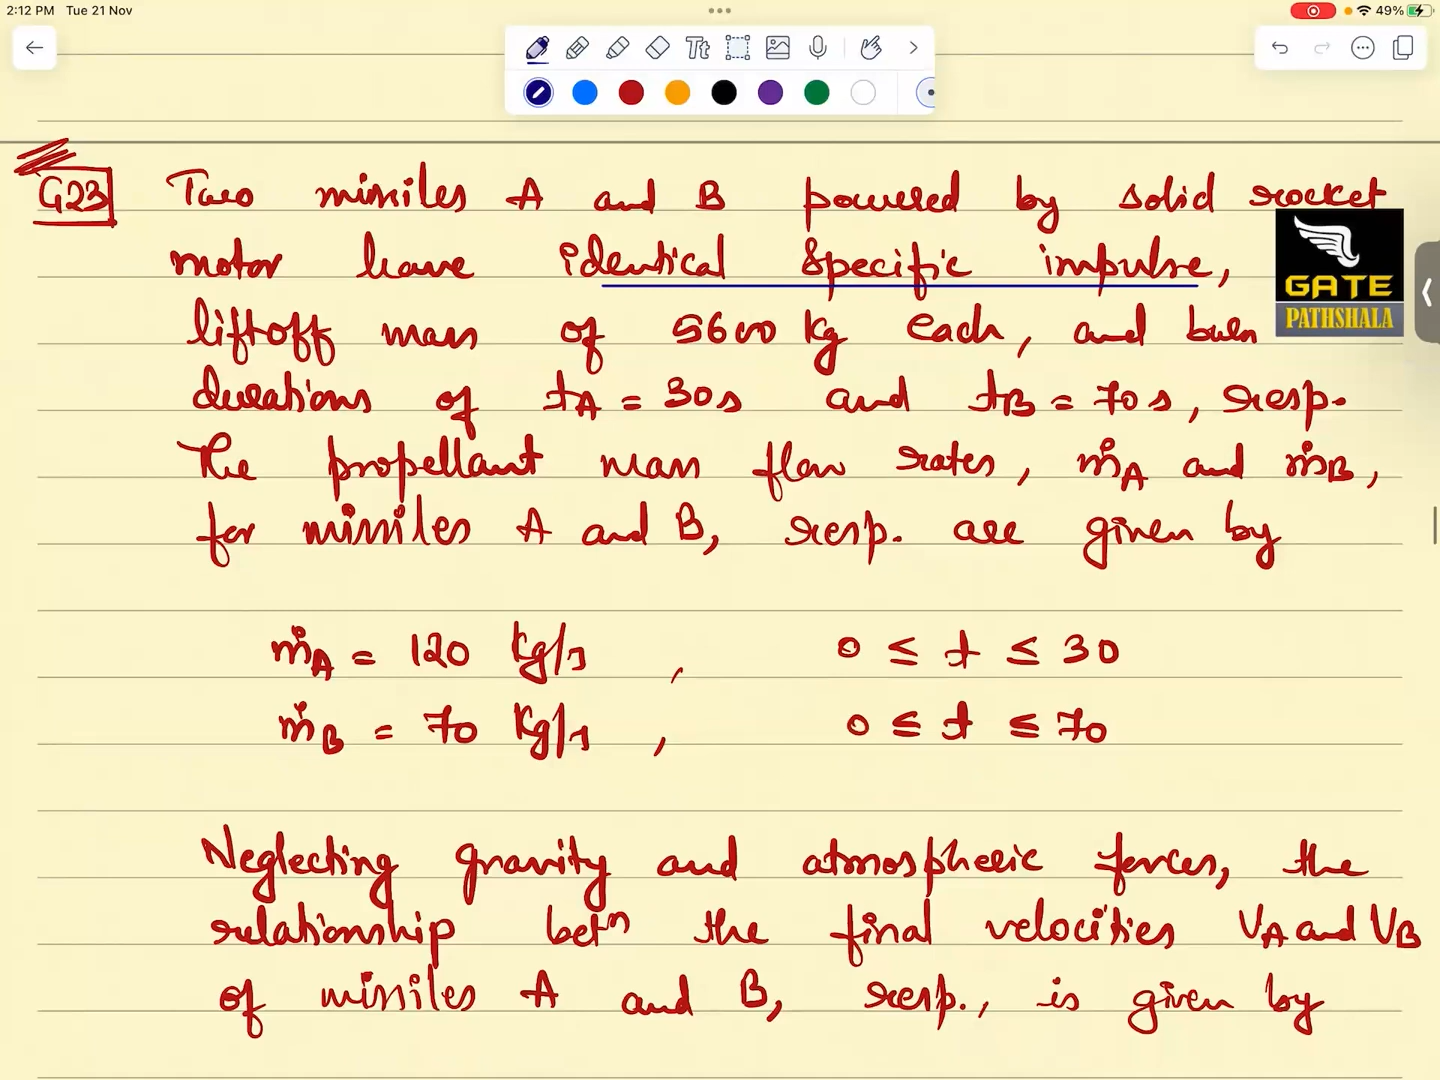 2:12 PM Tue 21 Nov
49%
Tt
G23 Two missiles A and B powered by solid rocket
motor have identical specific impulse,
GATE
PATHSHALA
liftoff mass of 5600 kg each, and burn
durations of tA = 30s and tB = 70s, resp.
The propellant mass flow rates, ṁA and ṁB,
for missiles A and B, resp. are given by
ṁA = 120 kg/s , 0 ≤ t ≤ 30
ṁB = 70 kg/s , 0 ≤ t ≤ 70
Neglecting gravity and atmospheric forces, the
relationship betn the final velocities VA and VB
of missiles A and B, resp., is given by